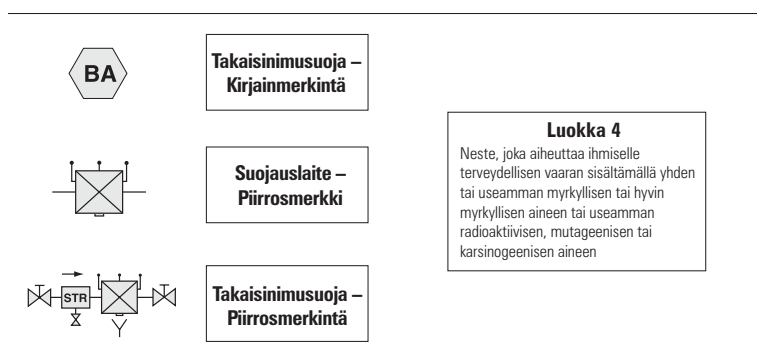 BA
Takaisinimusuoja –
Kirjainmerkintä
Suojauslaite –
Piirrosmerkki
STR
Takaisinimusuoja –
Piirrosmerkintä
Luokka 4
Neste, joka aiheuttaa ihmiselle
terveydellisen vaaran sisältämällä yhden
tai useamman myrkyllisen tai hyvin
myrkyllisen aineen tai useamman
radioaktiivisen, mutageenisen tai
karsinogeenisen aineen